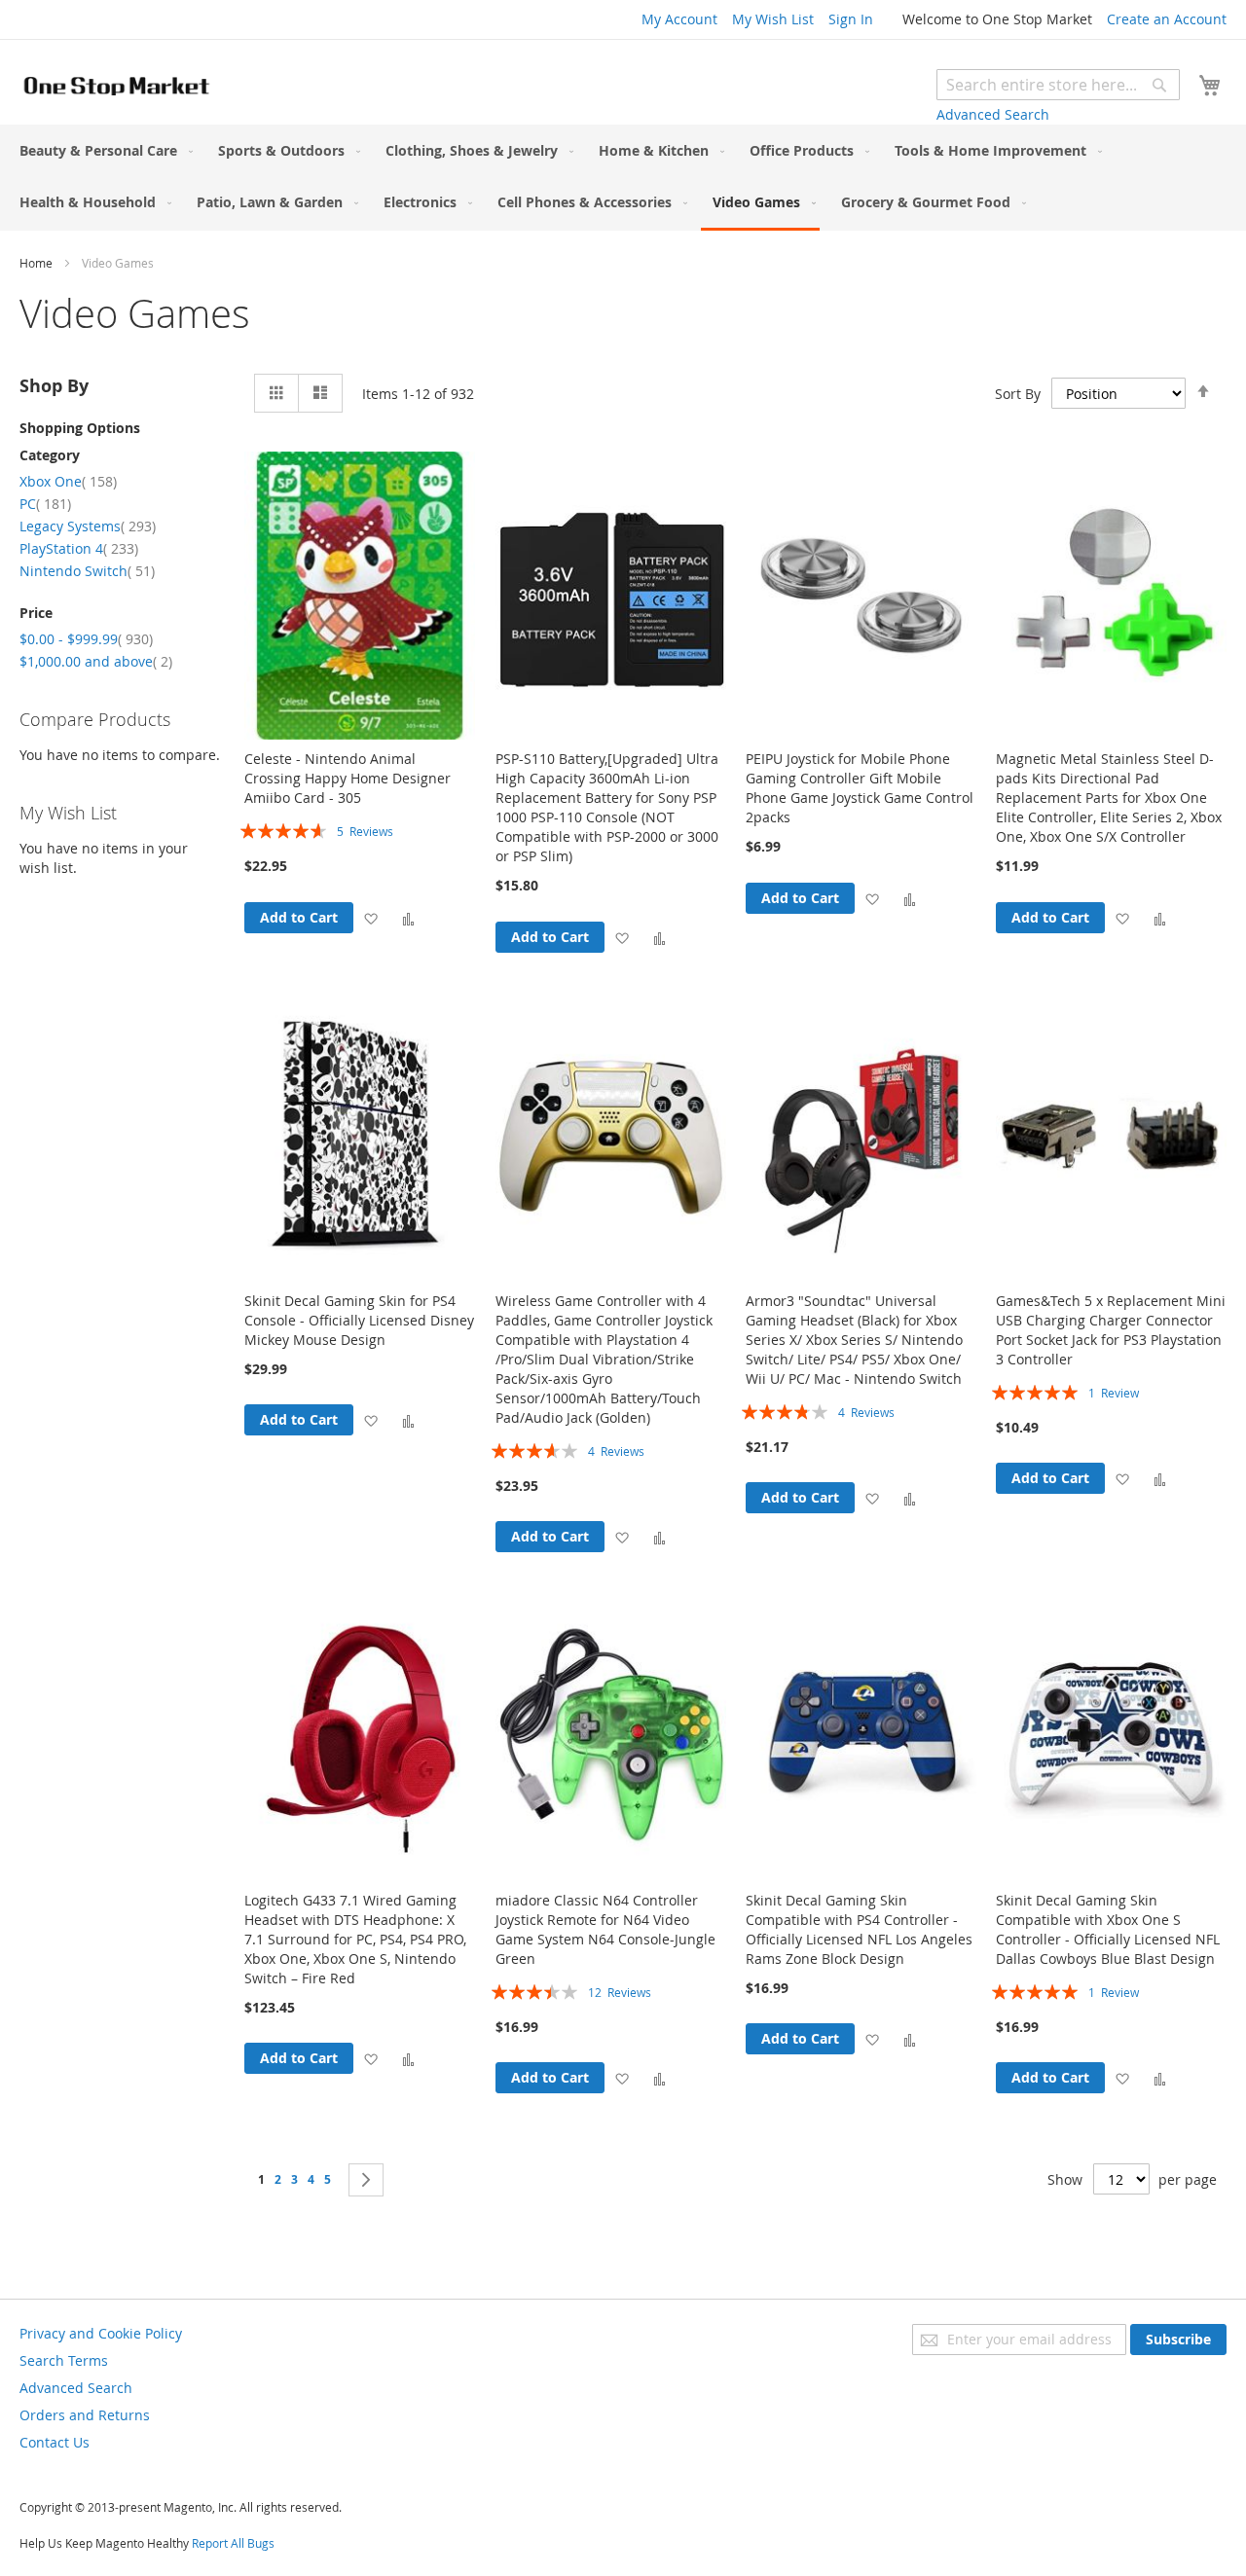 My Account My Wish List Sign In Welcome to One Stop Market Create an Account
One Stop Market
Search entire store here...
Advanced Search
Beauty & Personal Care Sports & Outdoors Clothing, Shoes & Jewelry Home & Kitchen Office Products Tools & Home Improvement
Health & Household Patio, Lawn & Garden Electronics Cell Phones & Accessories Video Games Grocery & Gourmet Food
Home Video Games
Video Games
Shop By
Shopping Options
Category
Xbox One( 158)
PC( 181)
Legacy Systems( 293)
PlayStation 4( 233)
Nintendo Switch( 51)
Price
$0.00 - $999.99( 930)
$1,000.00 and above( 2)
Compare Products
You have no items to compare.
My Wish List
You have no items in your
wish list.
Items 1-12 of 932
Sort By Position
SP
305
Celeste
Céleste Estela
9/7
3.6V
3600mAh
BATTERY PACK
BATTERY PACK
MADE IN CHINA
Celeste - Nintendo Animal
Crossing Happy Home Designer
Amiibo Card - 305
5 Reviews
$22.95
Add to Cart
PSP-S110 Battery,[Upgraded] Ultra
High Capacity 3600mAh Li-ion
Replacement Battery for Sony PSP
1000 PSP-110 Console (NOT
Compatible with PSP-2000 or 3000
or PSP Slim)
$15.80
Add to Cart
PEIPU Joystick for Mobile Phone
Gaming Controller Gift Mobile
Phone Game Joystick Game Control
2packs
$6.99
Add to Cart
Magnetic Metal Stainless Steel D-
pads Kits Directional Pad
Replacement Parts for Xbox One
Elite Controller, Elite Series 2, Xbox
One, Xbox One S/X Controller
$11.99
Add to Cart
Skinit Decal Gaming Skin for PS4
Console - Officially Licensed Disney
Mickey Mouse Design
$29.99
Add to Cart
Wireless Game Controller with 4
Paddles, Game Controller Joystick
Compatible with Playstation 4
/Pro/Slim Dual Vibration/Strike
Pack/Six-axis Gyro
Sensor/1000mAh Battery/Touch
Pad/Audio Jack (Golden)
4 Reviews
$23.95
Add to Cart
SOUNDTAC UNIVERSAL
GAMING HEADSET
Armor3 "Soundtac" Universal
Gaming Headset (Black) for Xbox
Series X/ Xbox Series S/ Nintendo
Switch/ Lite/ PS4/ PS5/ Xbox One/
Wii U/ PC/ Mac - Nintendo Switch
4 Reviews
$21.17
Add to Cart
Games&Tech 5 x Replacement Mini
USB Charging Charger Connector
Port Socket Jack for PS3 Playstation
3 Controller
1 Review
$10.49
Add to Cart
Logitech G433 7.1 Wired Gaming
Headset with DTS Headphone: X
7.1 Surround for PC, PS4, PS4 PRO,
Xbox One, Xbox One S, Nintendo
Switch – Fire Red
$123.45
Add to Cart
miadore Classic N64 Controller
Joystick Remote for N64 Video
Game System N64 Console-Jungle
Green
12 Reviews
$16.99
Add to Cart
Skinit Decal Gaming Skin
Compatible with PS4 Controller -
Officially Licensed NFL Los Angeles
Rams Zone Block Design
$16.99
Add to Cart
COWBOYS
Skinit Decal Gaming Skin
Compatible with Xbox One S
Controller - Officially Licensed NFL
Dallas Cowboys Blue Blast Design
1 Review
$16.99
Add to Cart
1 2 3 4 5
Show 12 per page
Privacy and Cookie Policy
Search Terms
Advanced Search
Orders and Returns
Contact Us
Enter your email address Subscribe
Copyright © 2013-present Magento, Inc. All rights reserved.
Help Us Keep Magento Healthy Report All Bugs